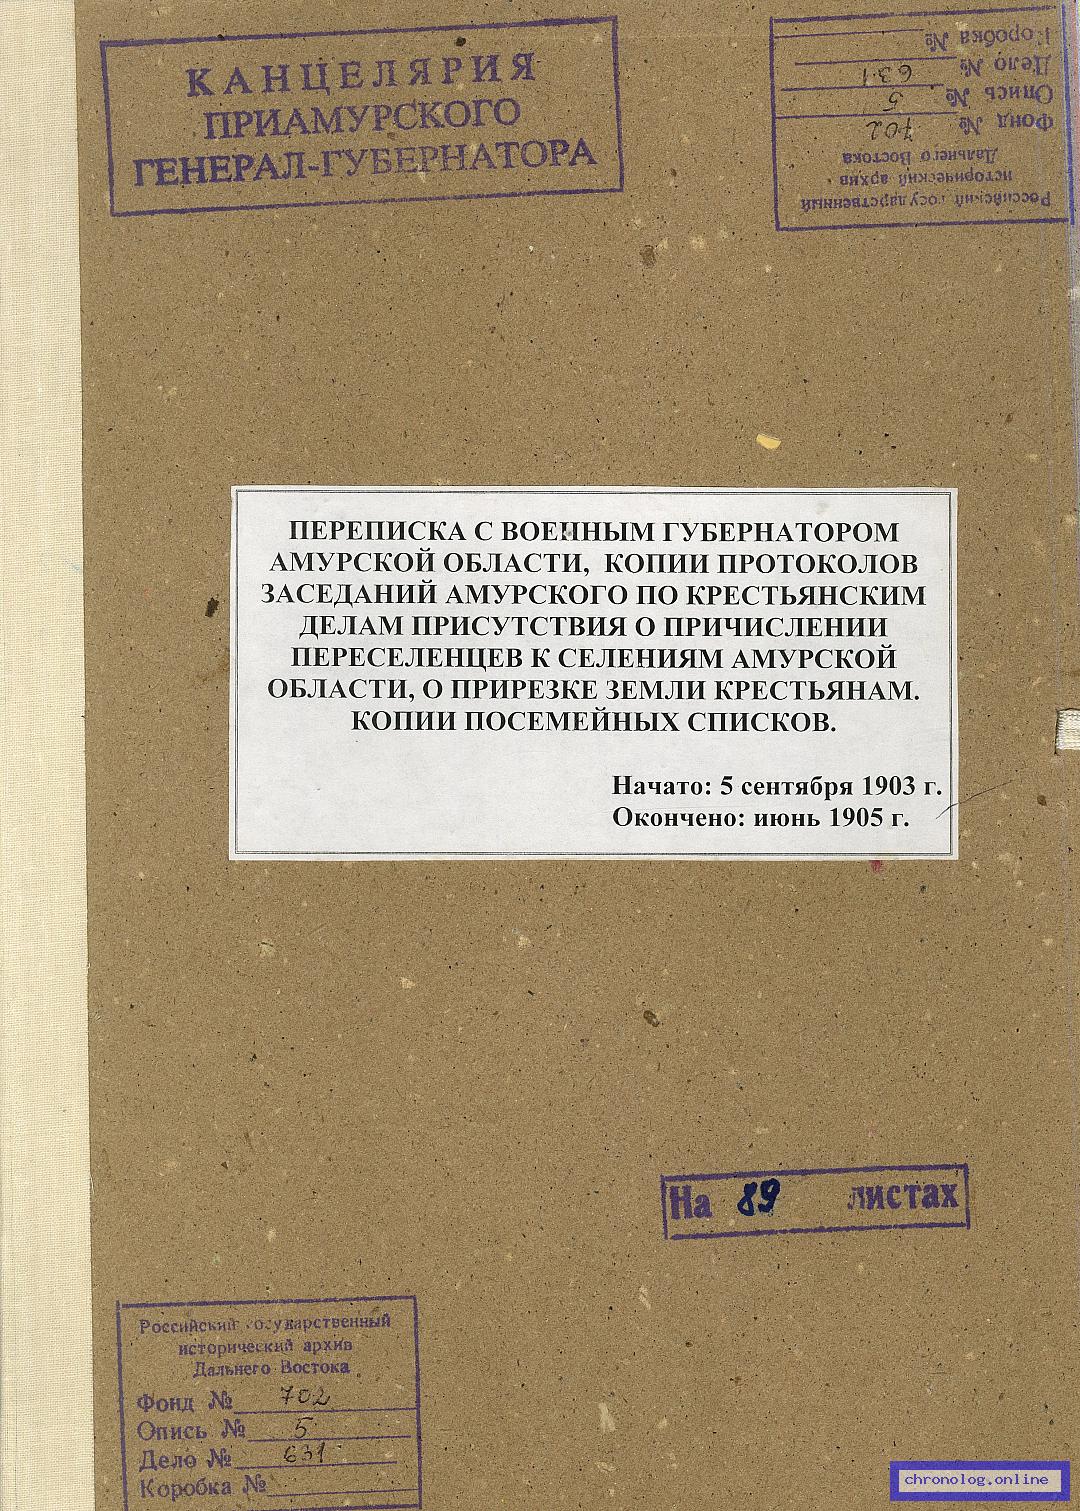 КАНЦЕЛЯРИЯ
ПРИАМУРСКОГО
ГЕНЕРАЛ-ГУБЕРНАТОРА
Российский государственный
исторический архив
Дальнего Востока
Фонд № 702
Опись № 5
Дело № 631
Коробка №
ПЕРЕПИСКА С ВОЕННЫМ ГУБЕРНАТОРОМ
АМУРСКОЙ ОБЛАСТИ, КОПИИ ПРОТОКОЛОВ
ЗАСЕДАНИЙ АМУРСКОГО ПО КРЕСТЬЯНСКИМ
ДЕЛАМ ПРИСУТСТВИЯ О ПРИЧИСЛЕНИИ
ПЕРЕСЕЛЕНЦЕВ К СЕЛЕНИЯМ АМУРСКОЙ
ОБЛАСТИ, О ПРИРЕЗКЕ ЗЕМЛИ КРЕСТЬЯНАМ.
КОПИИ ПОСЕМЕЙНЫХ СПИСКОВ.
Начато: 5 сентября 1903 г.
Окончено: июнь 1905 г.
На 89 листах
Российский государственный
исторический архив
Дальнего Востока
Фонд № 702
Опись № 5
Дело № 631
Коробка №
chronolog.online